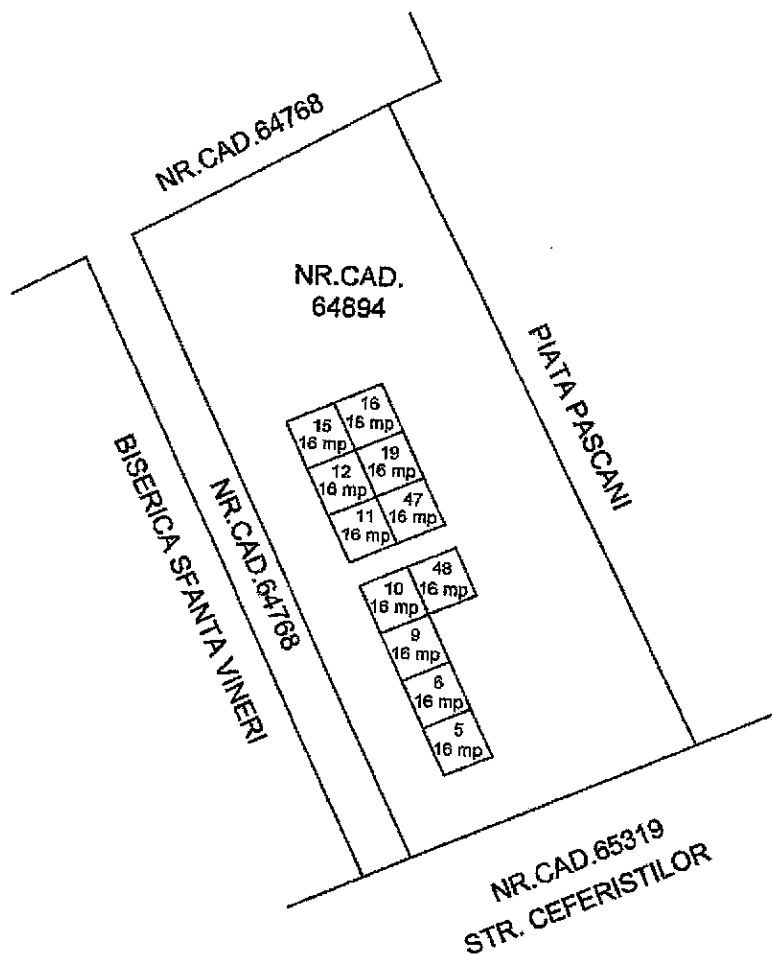 NR.CAD.64768
NR.CAD.
64894
PIATA PASCANI
BISERICA SFANTA VINERI
NR.CAD.64768
16
16 mp
15
16 mp
19
16 mp
12
16 mp
47
16 mp
11
16 mp
48
16 mp
10
16 mp
9
16 mp
6
16 mp
5
16 mp
NR.CAD.65319
STR. CEFERISTILOR